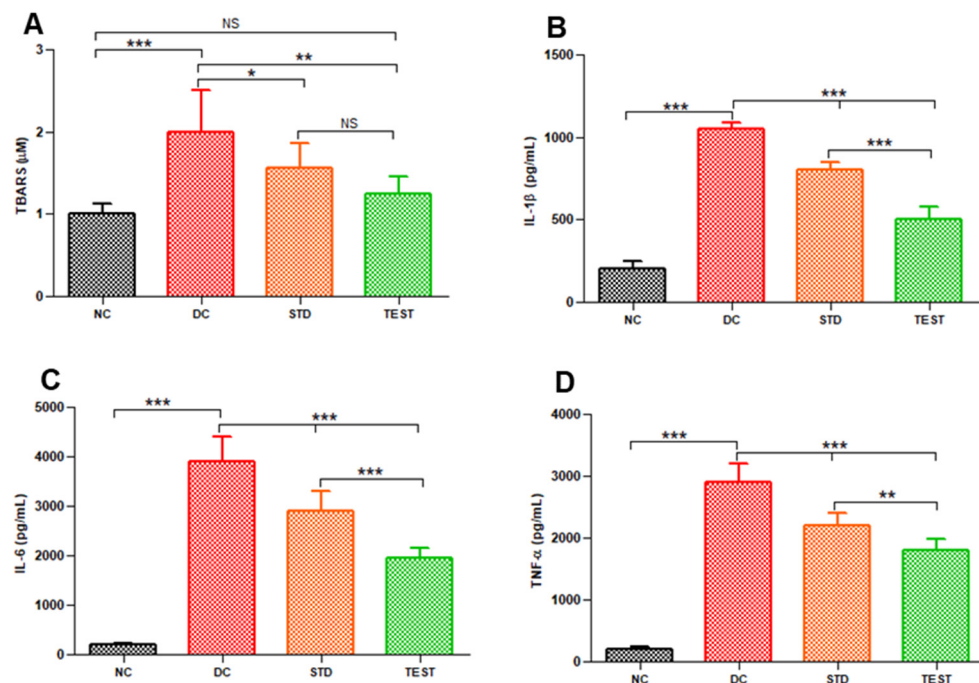 A
NS
***
**
*
NS
TBARS (μM)
3
2
1
0
NC DC STD TEST
B
***
***
***
IL-1β (pg/mL)
1500
1000
500
0
NC DC STD TEST
C
***
***
***
IL-6 (pg/mL)
5000
4000
3000
2000
1000
0
NC DC STD TEST
D
***
***
**
TNF-α (pg/mL)
4000
3000
2000
1000
0
NC DC STD TEST